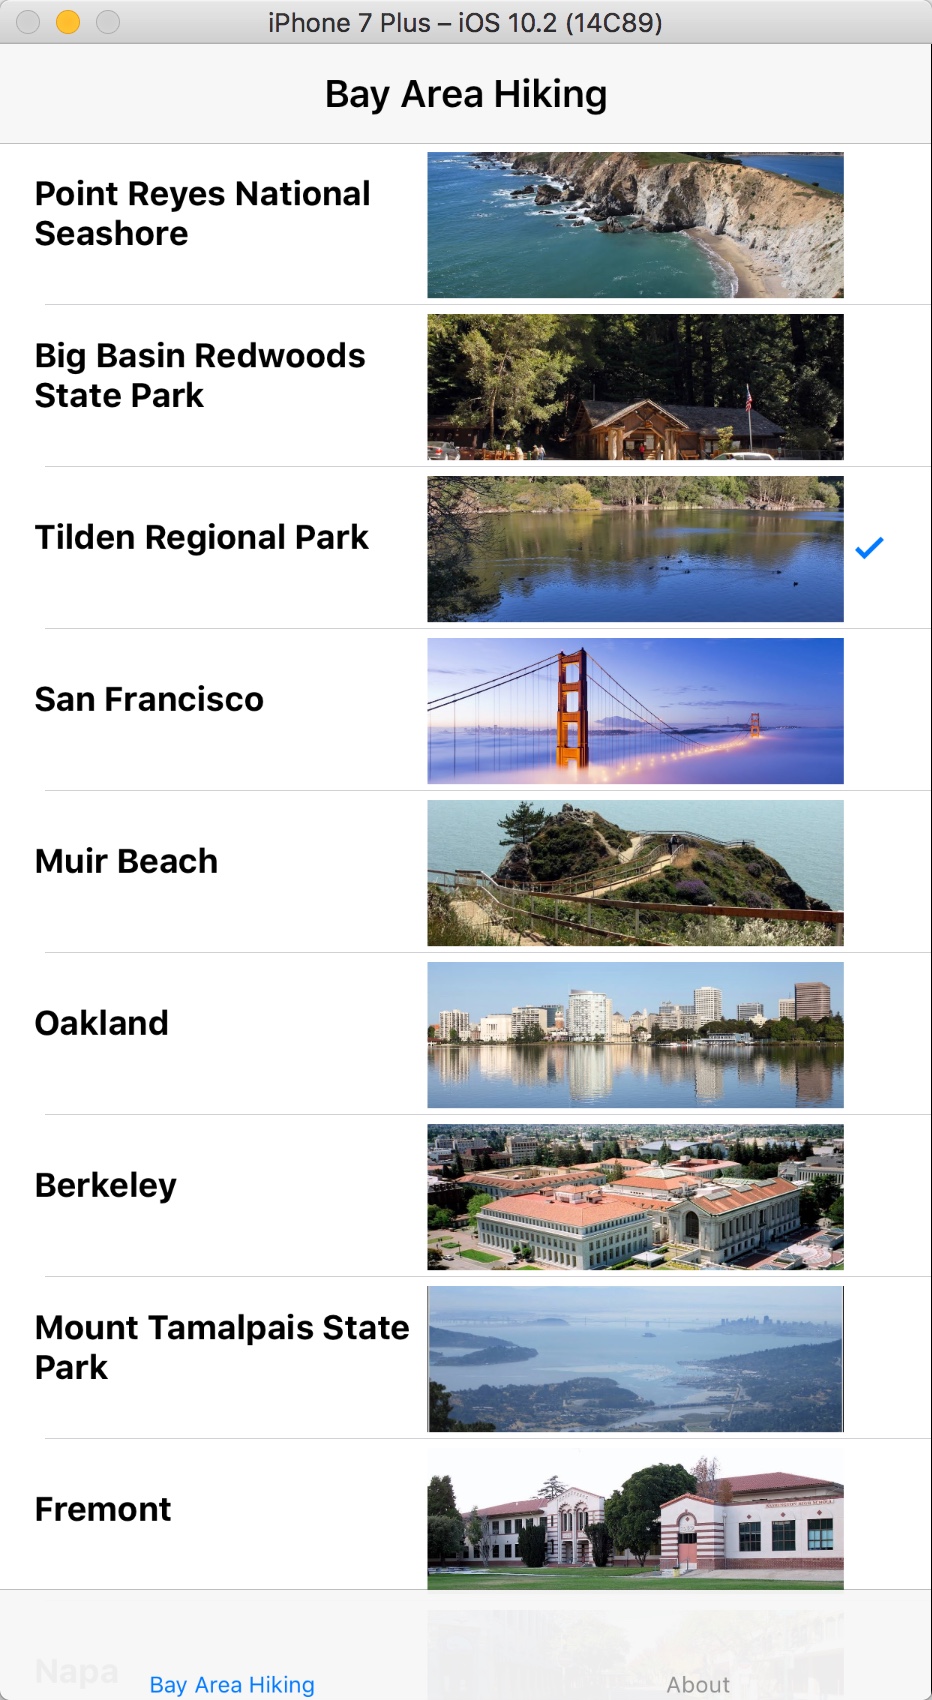 iPhone 7 Plus – iOS 10.2 (14C89)
Bay Area Hiking
Point Reyes National
Seashore
Big Basin Redwoods
State Park
Tilden Regional Park
San Francisco
Muir Beach
Oakland
Berkeley
Mount Tamalpais State
Park
Fremont
Napa
Bay Area Hiking
About